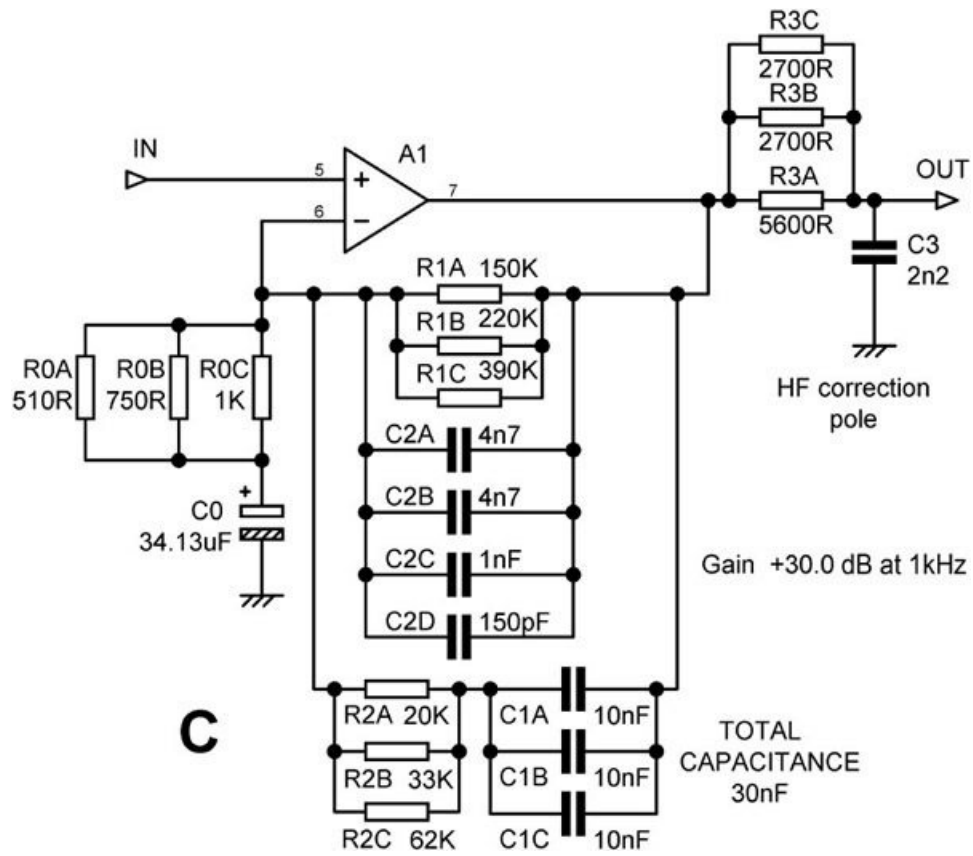 R3C
2700R
R3B
2700R
IN
A1
5
+
7
6
−
R3A
5600R
OUT
C3
2n2
R1A 150K
220K
R1B
390K
R1C
R0A
510R
R0B
750R
R0C
1K
HF correction
pole
C2A 4n7
C2B 4n7
+
C0
34.13uF
C2C 1nF
Gain +30.0 dB at 1kHz
C2D 150pF
C
R2A 20K
C1A 10nF
R2B 33K
C1B 10nF
R2C 62K
C1C 10nF
TOTAL
CAPACITANCE
30nF